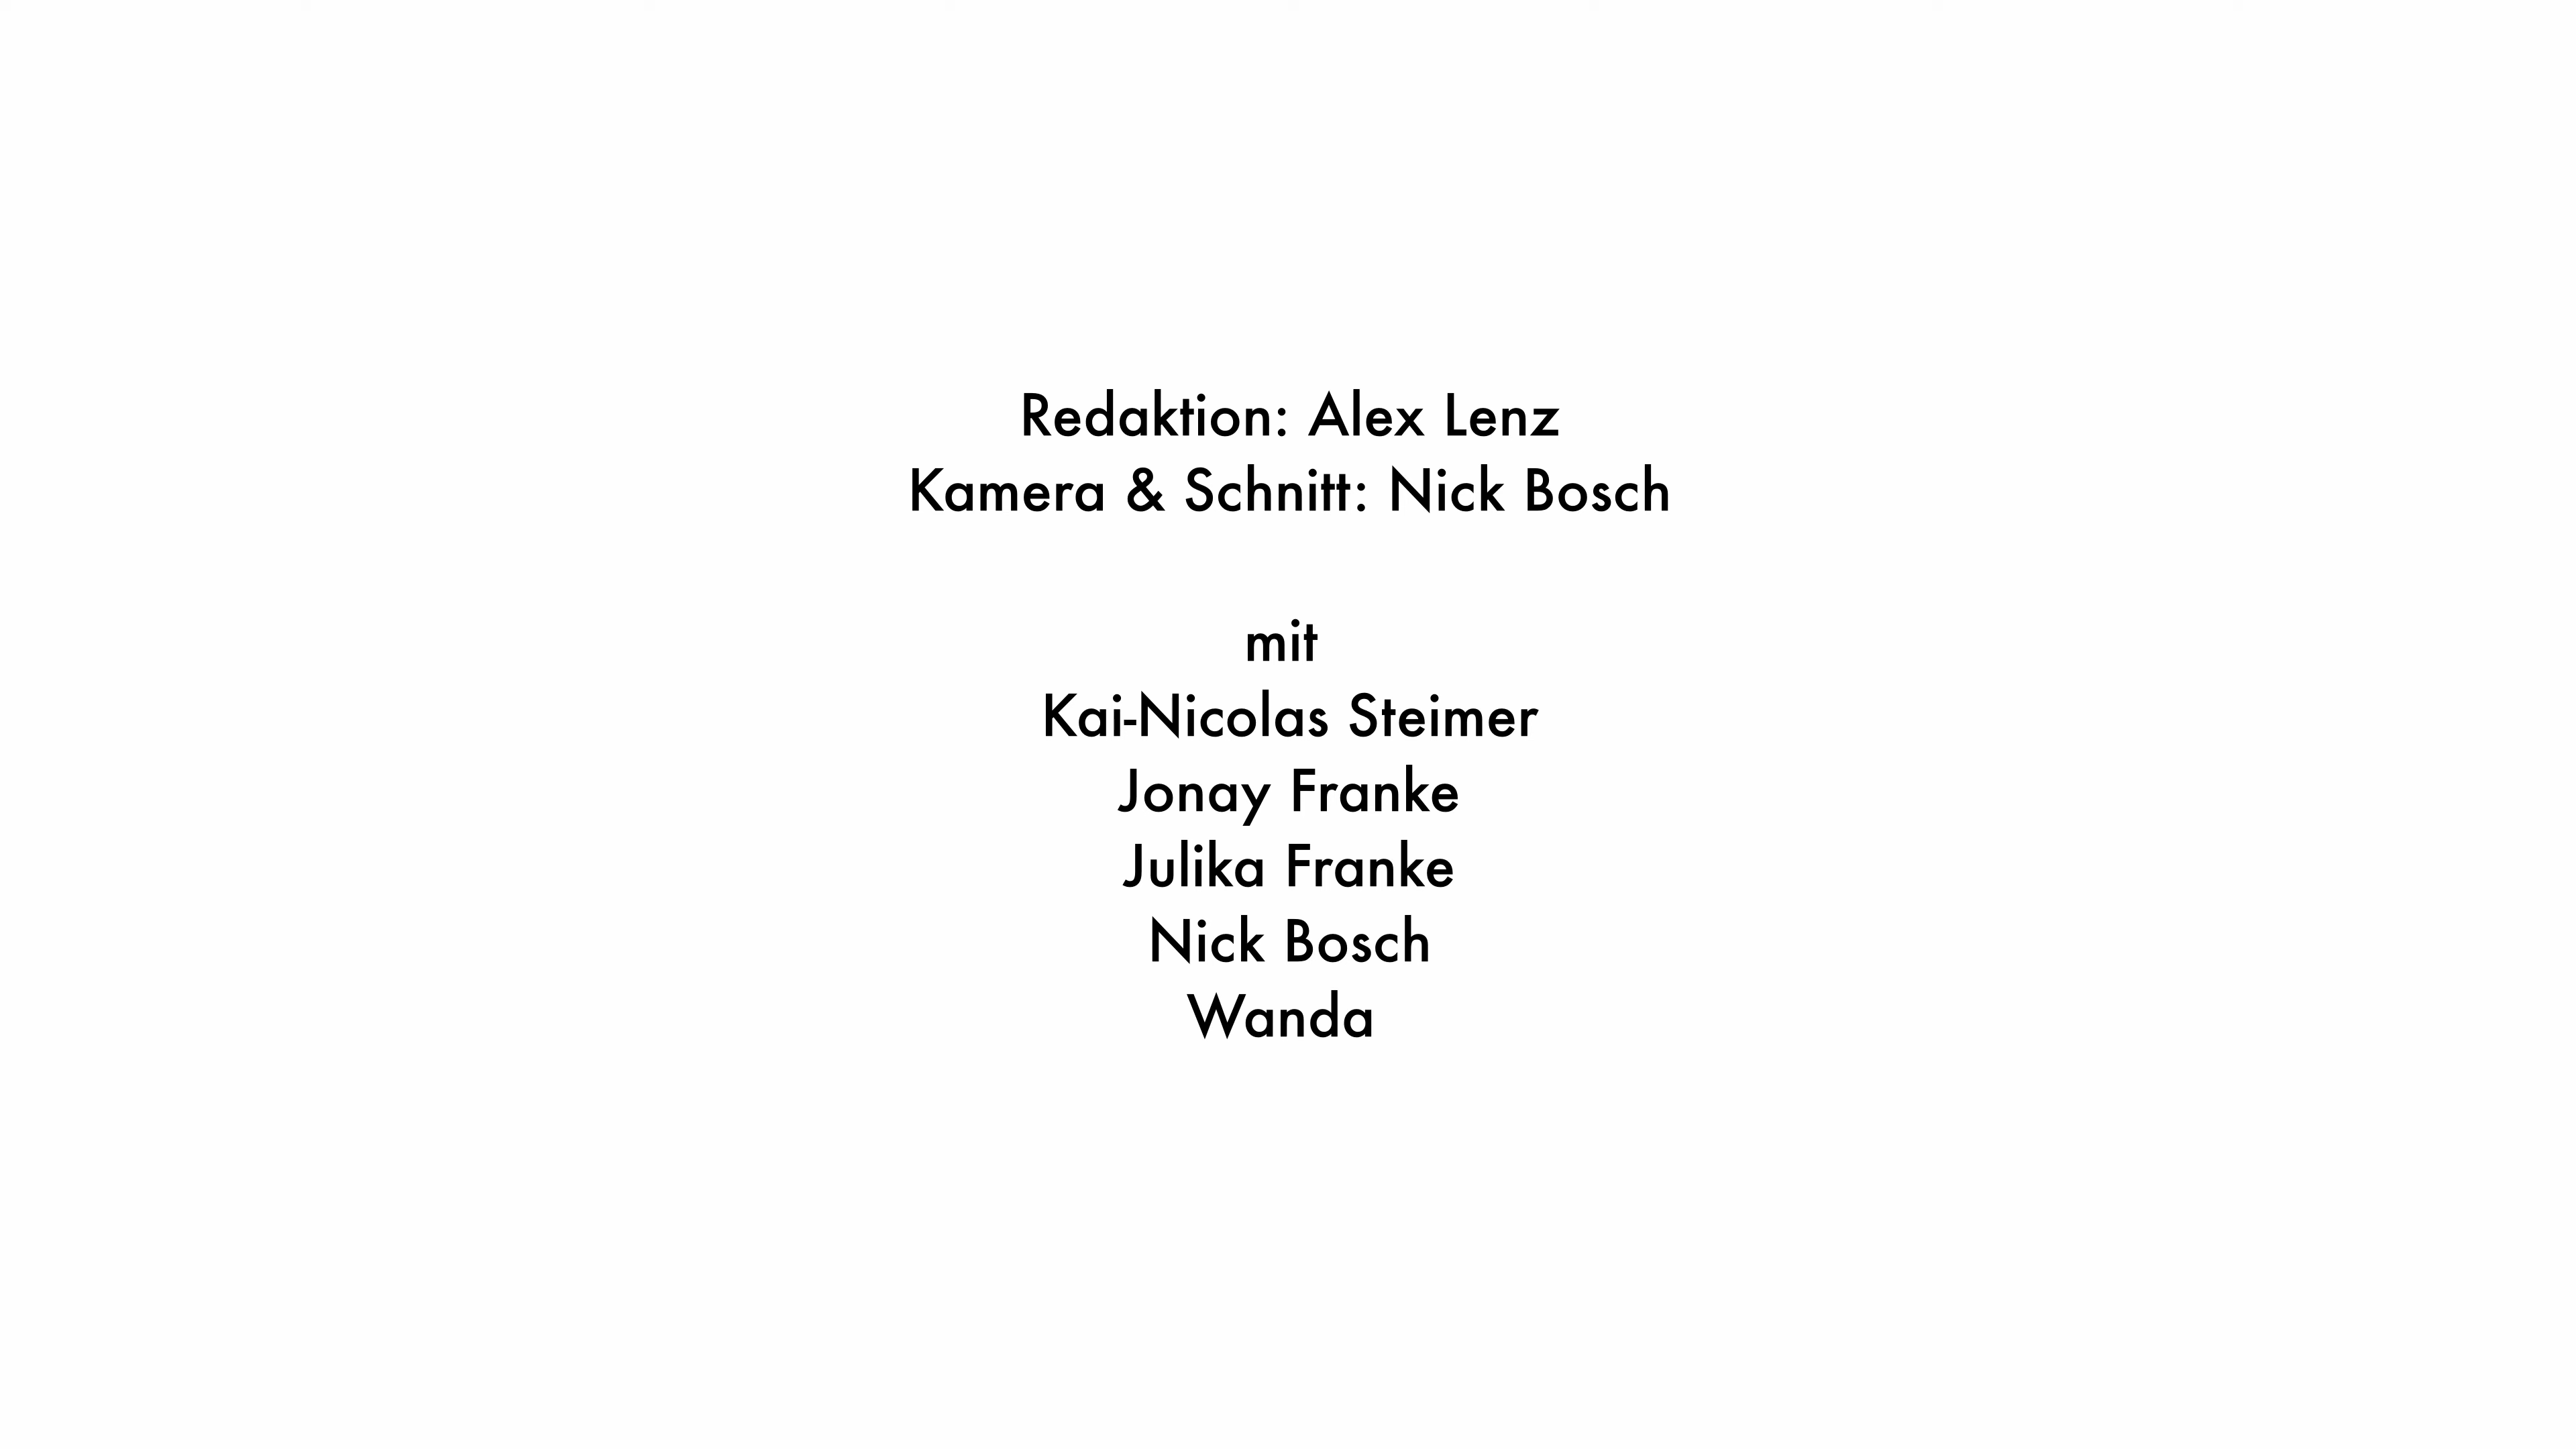 Redaktion: Alex Lenz
Kamera & Schnitt: Nick Bosch
mit
Kai-Nicolas Steimer
Jonay Franke
Julika Franke
Nick Bosch
Wanda